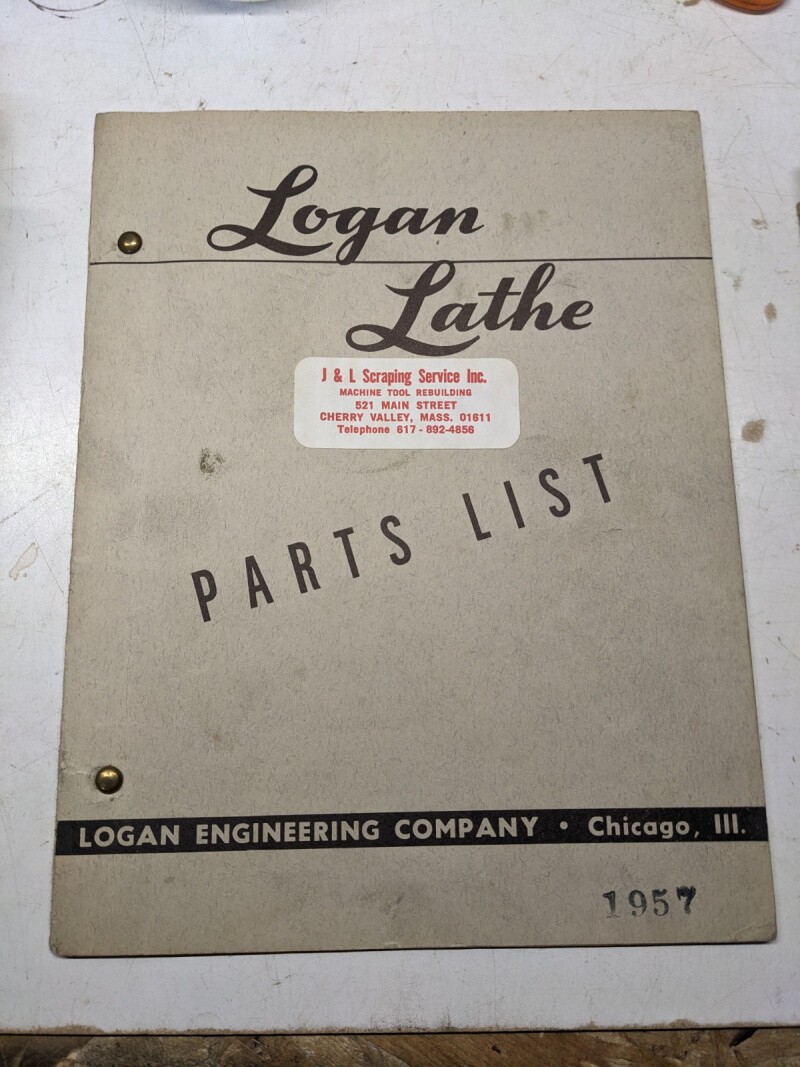 Logan
Lathe
J & L Scraping Service Inc.
MACHINE TOOL REBUILDING
521 MAIN STREET
CHERRY VALLEY, MASS. 01611
Telephone 617 - 892-4856
PARTS LIST
LOGAN ENGINEERING COMPANY • Chicago, Ill.
1957